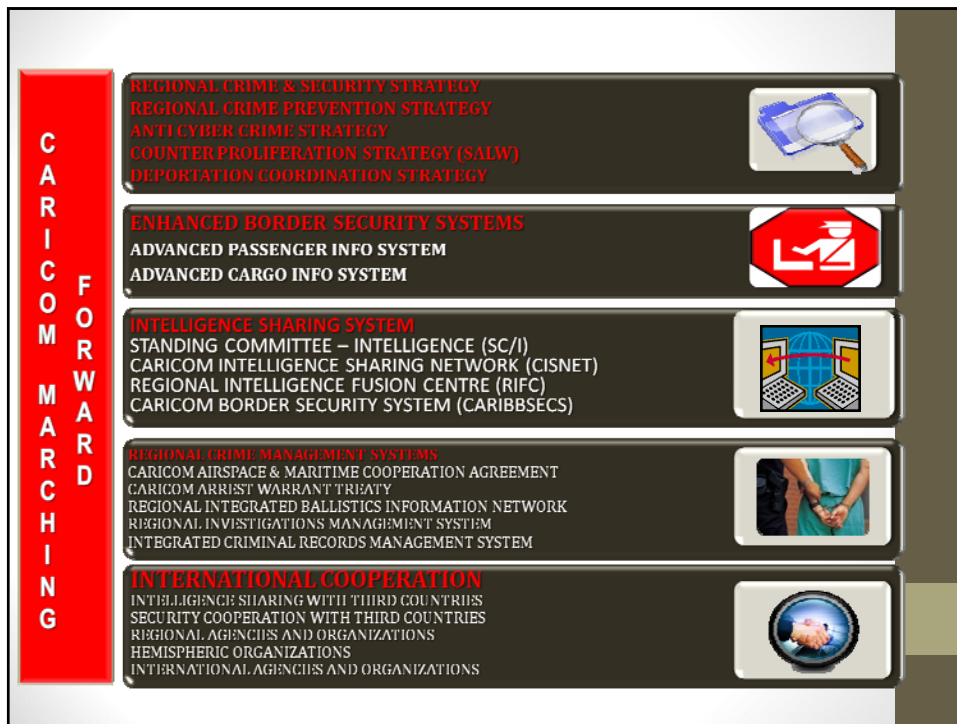 CARICOM MARCHING
FORWARD
REGIONAL CRIME & SECURITY STRATEGY
REGIONAL CRIME PREVENTION STRATEGY
ANTI CYBER CRIME STRATEGY
COUNTER PROLIFERATION STRATEGY (SALW)
DEPORTATION COORDINATION STRATEGY
ENHANCED BORDER SECURITY SYSTEMS
ADVANCED PASSENGER INFO SYSTEM
ADVANCED CARGO INFO SYSTEM
INTELLIGENCE SHARING SYSTEM
STANDING COMMITTEE – INTELLIGENCE (SC/I)
CARICOM INTELLIGENCE SHARING NETWORK (CISNET)
REGIONAL INTELLIGENCE FUSION CENTRE (RIFC)
CARICOM BORDER SECURITY SYSTEM (CARIBBSECS)
REGIONAL CRIME MANAGEMENT SYSTEMS
CARICOM AIRSPACE & MARITIME COOPERATION AGREEMENT
CARICOM ARREST WARRANT TREATY
REGIONAL INTEGRATED BALLISTICS INFORMATION NETWORK
REGIONAL INVESTIGATIONS MANAGEMENT SYSTEM
INTEGRATED CRIMINAL RECORDS MANAGEMENT SYSTEM
INTERNATIONAL COOPERATION
INTELLIGENCE SHARING WITH THIRD COUNTRIES
SECURITY COOPERATION WITH THIRD COUNTRIES
REGIONAL AGENCIES AND ORGANIZATIONS
HEMISPHERIC ORGANIZATIONS
INTERNATIONAL AGENCIES AND ORGANIZATIONS